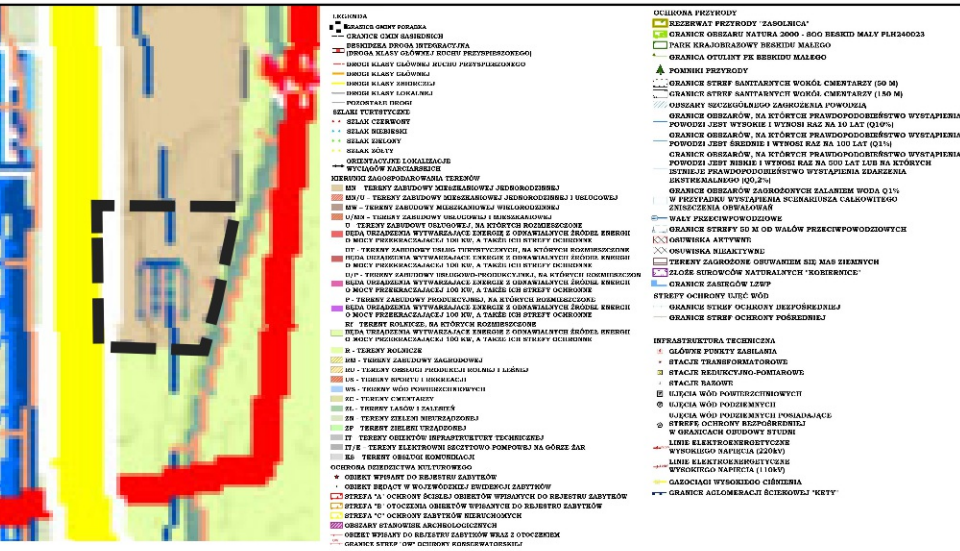 LEGENDA
GRANICE GMINY PORĄBKA
GRANICE GMIN SĄSIEDNICH
BESKIDZKA DROGA INTEGRACYJNA
(DROGA KLASY GŁÓWNEJ RUCHU PRZYSPIESZONEGO)
DROGI KLASY GŁÓWNEJ RUCHU PRZYSPIESZONEGO
DROGI KLASY GŁÓWNEJ
DROGI KLASY ZBIORCZEJ
DROGI KLASY LOKALNEJ
POZOSTAŁE DROGI
SZLAKI TURYSTYCZNE
SZLAK CZERWONY
SZLAK NIEBIESKI
SZLAK ZIELONY
SZLAK ŻÓŁTY
ORIENTACYJNE LOKALIZACJE
WYCIĄGÓW NARCIARSKICH
KIERUNKI ZAGOSPODAROWANIA TERENÓW
MN - TERENY ZABUDOWY MIESZKANIOWEJ JEDNORODZINNEJ
MN/U - TERENY ZABUDOWY MIESZKANIOWEJ JEDNORODZINNEJ I USŁUGOWEJ
MW - TERENY ZABUDOWY MIESZKANIOWEJ WIELORODZINNEJ
U/MN - TERENY ZABUDOWY USŁUGOWEJ I MIESZKANIOWEJ
U - TERENY ZABUDOWY USŁUGOWEJ, NA KTÓRYCH ROZMIESZCZONE
BĘDĄ URZĄDZENIA WYTWARZAJĄCE ENERGIĘ Z ODNAWIALNYCH ŹRÓDEŁ ENERGII
O MOCY PRZEKRACZAJĄCEJ 100 KW, A TAKŻE ICH STREFY OCHRONNE
UT - TERENY ZABUDOWY USŁUG TURYSTYCZNYCH, NA KTÓRYCH ROZMIESZCZONE
BĘDĄ URZĄDZENIA WYTWARZAJĄCE ENERGIĘ Z ODNAWIALNYCH ŹRÓDEŁ ENERGII
O MOCY PRZEKRACZAJĄCEJ 100 KW, A TAKŻE ICH STREFY OCHRONNE
U/P - TERENY ZABUDOWY USŁUGOWO-PRODUKCYJNEJ, NA KTÓRYCH ROZMIESZCZONE
BĘDĄ URZĄDZENIA WYTWARZAJĄCE ENERGIĘ Z ODNAWIALNYCH ŹRÓDEŁ ENERGII
O MOCY PRZEKRACZAJĄCEJ 100 KW, A TAKŻE ICH STREFY OCHRONNE
P - TERENY ZABUDOWY PRODUKCYJNEJ, NA KTÓRYCH ROZMIESZCZONE
BĘDĄ URZĄDZENIA WYTWARZAJĄCE ENERGIĘ Z ODNAWIALNYCH ŹRÓDEŁ ENERGII
O MOCY PRZEKRACZAJĄCEJ 100 KW, A TAKŻE ICH STREFY OCHRONNE
TERENY ROLNICZE, NA KTÓRYCH ROZMIESZCZONE
BĘDĄ URZĄDZENIA WYTWARZAJĄCE ENERGIĘ Z ODNAWIALNYCH ŹRÓDEŁ ENERGII
O MOCY PRZEKRACZAJĄCEJ 100 KW, A TAKŻE ICH STREFY OCHRONNE
R - TERENY ROLNICZE
RM - TERENY ZABUDOWY ZAGRODOWEJ
RU - TERENY OBSŁUGI PRODUKCJI ROLNEJ I LEŚNEJ
US - TERENY SPORTU I REKREACJI
WS - TERENY WÓD POWIERZCHNIOWYCH
ZC - TERENY CMENTARZY
ZL - TERENY LASÓW I ZALESIEŃ
ZN - TERENY ZIELENI NIEURZĄDZONEJ
ZP - TERENY ZIELENI URZĄDZONEJ
IT - TERENY OBIEKTÓW INFRASTRUKTURY TECHNICZNEJ
IT/E - TERENY ELEKTROWNI SZCZYTOWO-POMPOWEJ NA GÓRZE ŻAR
KS - TERENY OBSŁUGI KOMUNIKACJI
OCHRONA DZIEDZICTWA KULTUROWEGO
OBIEKT WPISANY DO REJESTRU ZABYTKÓW
OBIEKT BĘDĄCY W WOJEWÓDZKIEJ EWIDENCJI ZABYTKÓW
STREFA "A" OCHRONY ŚCISŁEJ OBIEKTÓW WPISANYCH DO REJESTRU ZABYTKÓW
STREFA "B" OTOCZENIA OBIEKTÓW WPISANYCH DO REJESTRU ZABYTKÓW
STREFA "C" OCHRONY ZABYTKÓW NIERUCHOMYCH
OBSZARY STANOWISK ARCHEOLOGICZNYCH
OBIEKT WPISANY DO REJESTRU ZABYTKÓW WRAZ Z OTOCZENIEM
GRANICE STREF "OW" OCHRONY KONSERWATORSKIEJ
OCHRONA PRZYRODY
REZERWAT PRZYRODY "ZASOLNICA"
GRANICE OBSZARU NATURA 2000 - SOO BESKID MAŁY PLH240023
PARK KRAJOBRAZOWY BESKIDU MAŁEGO
GRANICA OTULINY PK BESKIDU MAŁEGO
POMNIKI PRZYRODY
GRANICE STREF SANITARNYCH WOKÓŁ CMENTARZY (50 M)
GRANICE STREF SANITARNYCH WOKÓŁ CMENTARZY (150 M)
OBSZARY SZCZEGÓLNEGO ZAGROŻENIA POWODZIĄ
GRANICE OBSZARÓW, NA KTÓRYCH PRAWDOPODOBIEŃSTWO WYSTĄPIENIA
POWODZI JEST WYSOKIE I WYNOSI RAZ NA 10 LAT (Q10%)
GRANICE OBSZARÓW, NA KTÓRYCH PRAWDOPODOBIEŃSTWO WYSTĄPIENIA
POWODZI JEST ŚREDNIE I WYNOSI RAZ NA 100 LAT (Q1%)
GRANICE OBSZARÓW, NA KTÓRYCH PRAWDOPODOBIEŃSTWO WYSTĄPIENIA
POWODZI JEST NISKIE I WYNOSI RAZ NA 500 LAT LUB NA KTÓRYCH
ISTNIEJE PRAWDOPODOBIEŃSTWO WYSTĄPIENIA ZDARZENIA
EKSTREMALNEGO (Q0,2%)
GRANICE OBSZARÓW ZAGROŻONYCH ZALANIEM WODĄ Q1%
W PRZYPADKU WYSTĄPIENIA SCENARIUSZA CAŁKOWITEGO
ZNISZCZENIA OBWAŁOWAŃ
WAŁY PRZECIWPOWODZIOWE
GRANICE STREFY 50 M OD WAŁÓW PRZECIWPOWODZIOWYCH
OSUWISKA AKTYWNE
OSUWISKA NIEAKTYWNE
TERENY ZAGROŻONE OSUWANIEM SIĘ MAS ZIEMNYCH
ZŁOŻE SUROWCÓW NATURALNYCH "KOBIERNICE"
GRANICE ZASIĘGÓW LZWP
STREFY OCHRONY UJĘĆ WÓD
GRANICE STREF OCHRONY BEZPOŚREDNIEJ
GRANICE STREF OCHRONY POŚREDNIEJ
INFRASTRUKTURA TECHNICZNA
GŁÓWNE PUNKTY ZASILANIA
STACJE TRANSFORMATOROWE
STACJE REDUKCYJNO-POMIAROWE
STACJE BAZOWE
UJĘCIA WÓD POWIERZCHNIOWYCH
UJĘCIA WÓD PODZIEMNYCH
UJĘCIA WÓD PODZIEMNYCH POSIADAJĄCE
STREFĘ OCHRONY BEZPOŚREDNIEJ
W GRANICACH OBUDOWY STUDNI
LINIE ELEKTROENERGETYCZNE
WYSOKIEGO NAPIĘCIA (220kV)
LINIE ELEKTROENERGETYCZNE
WYSOKIEGO NAPIĘCIA (110kV)
GAZOCIĄGI WYSOKIEGO CIŚNIENIA
GRANICE AGLOMERACJI ŚCIEKOWEJ "KĘTY"